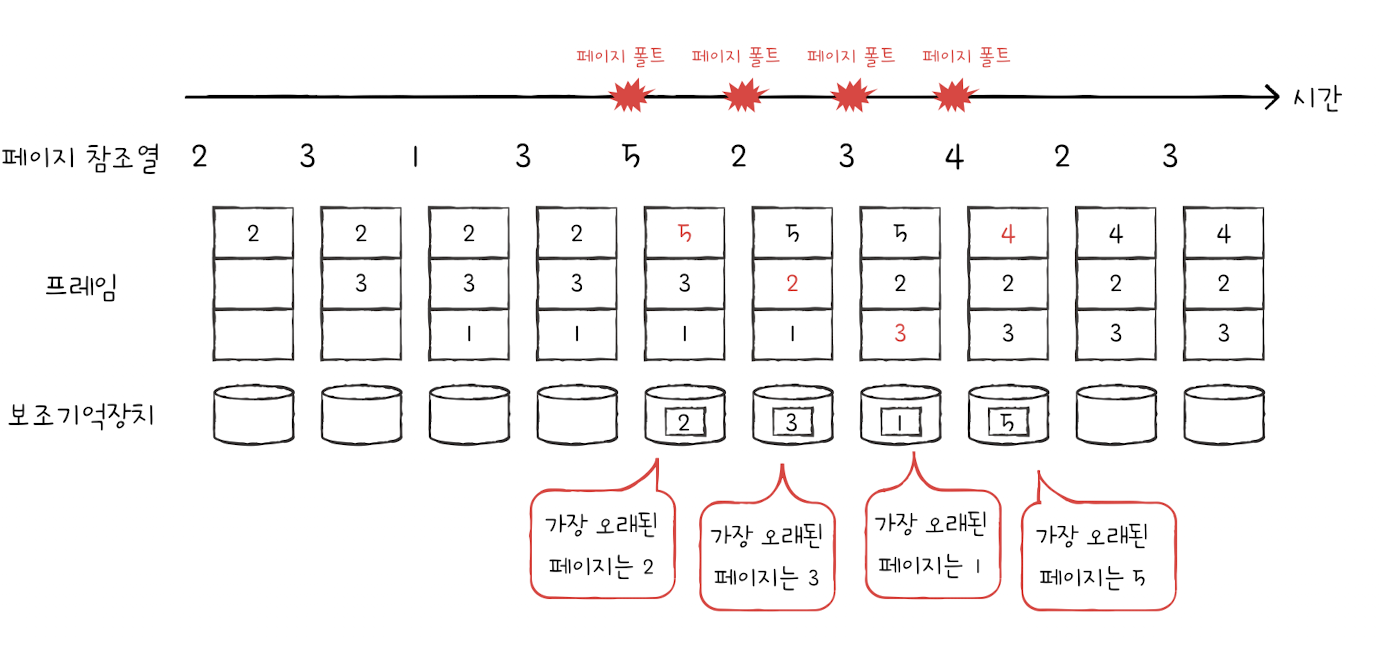 페이지 폴트 페이지 폴트 페이지 폴트 페이지 폴트
시간
페이지 참조열 2 3 1 3 5 2 3 4 2 3
2 2 2 2 5 5 5 4 4 4
프레임 3 3 3 3 2 2 2 2 2
1 1 1 1 3 3 3 3
보조기억장치 2 3 1 5
가장 오래된
페이지는 2
가장 오래된
페이지는 3
가장 오래된
페이지는 1
가장 오래된
페이지는 5